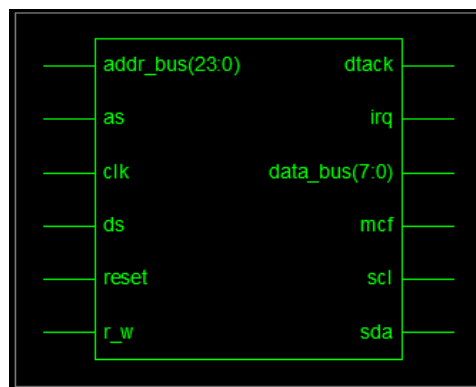 addr_bus(23:0) dtack
as irq
clk data_bus(7:0)
ds mcf
reset scl
r_w sda